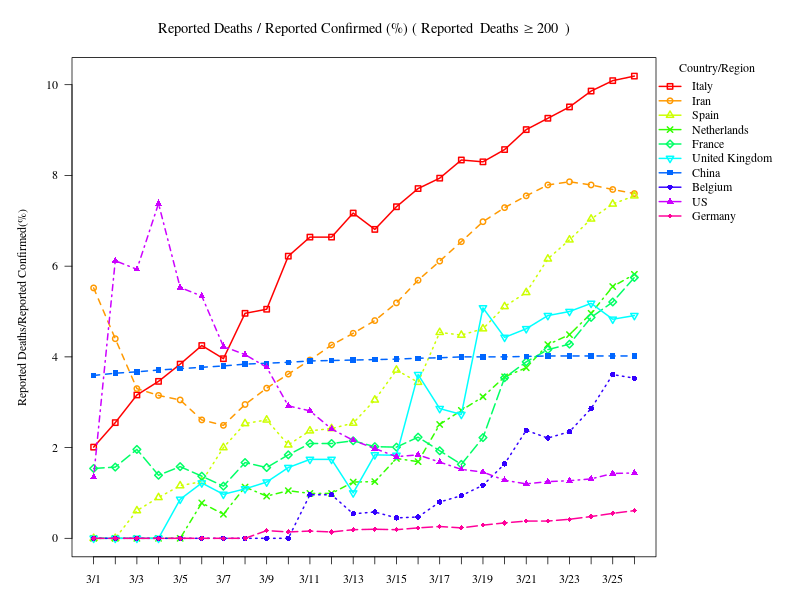 Reported Deaths / Reported Confirmed (%) ( Reported Deaths ≥ 200 )
Country/Region
Italy
Iran
Spain
Netherlands
France
United Kingdom
China
Belgium
US
Germany
Reported Deaths/Reported Confirmed(%)
10
8
6
4
2
0
3/1 3/3 3/5 3/7 3/9 3/11 3/13 3/15 3/17 3/19 3/21 3/23 3/25